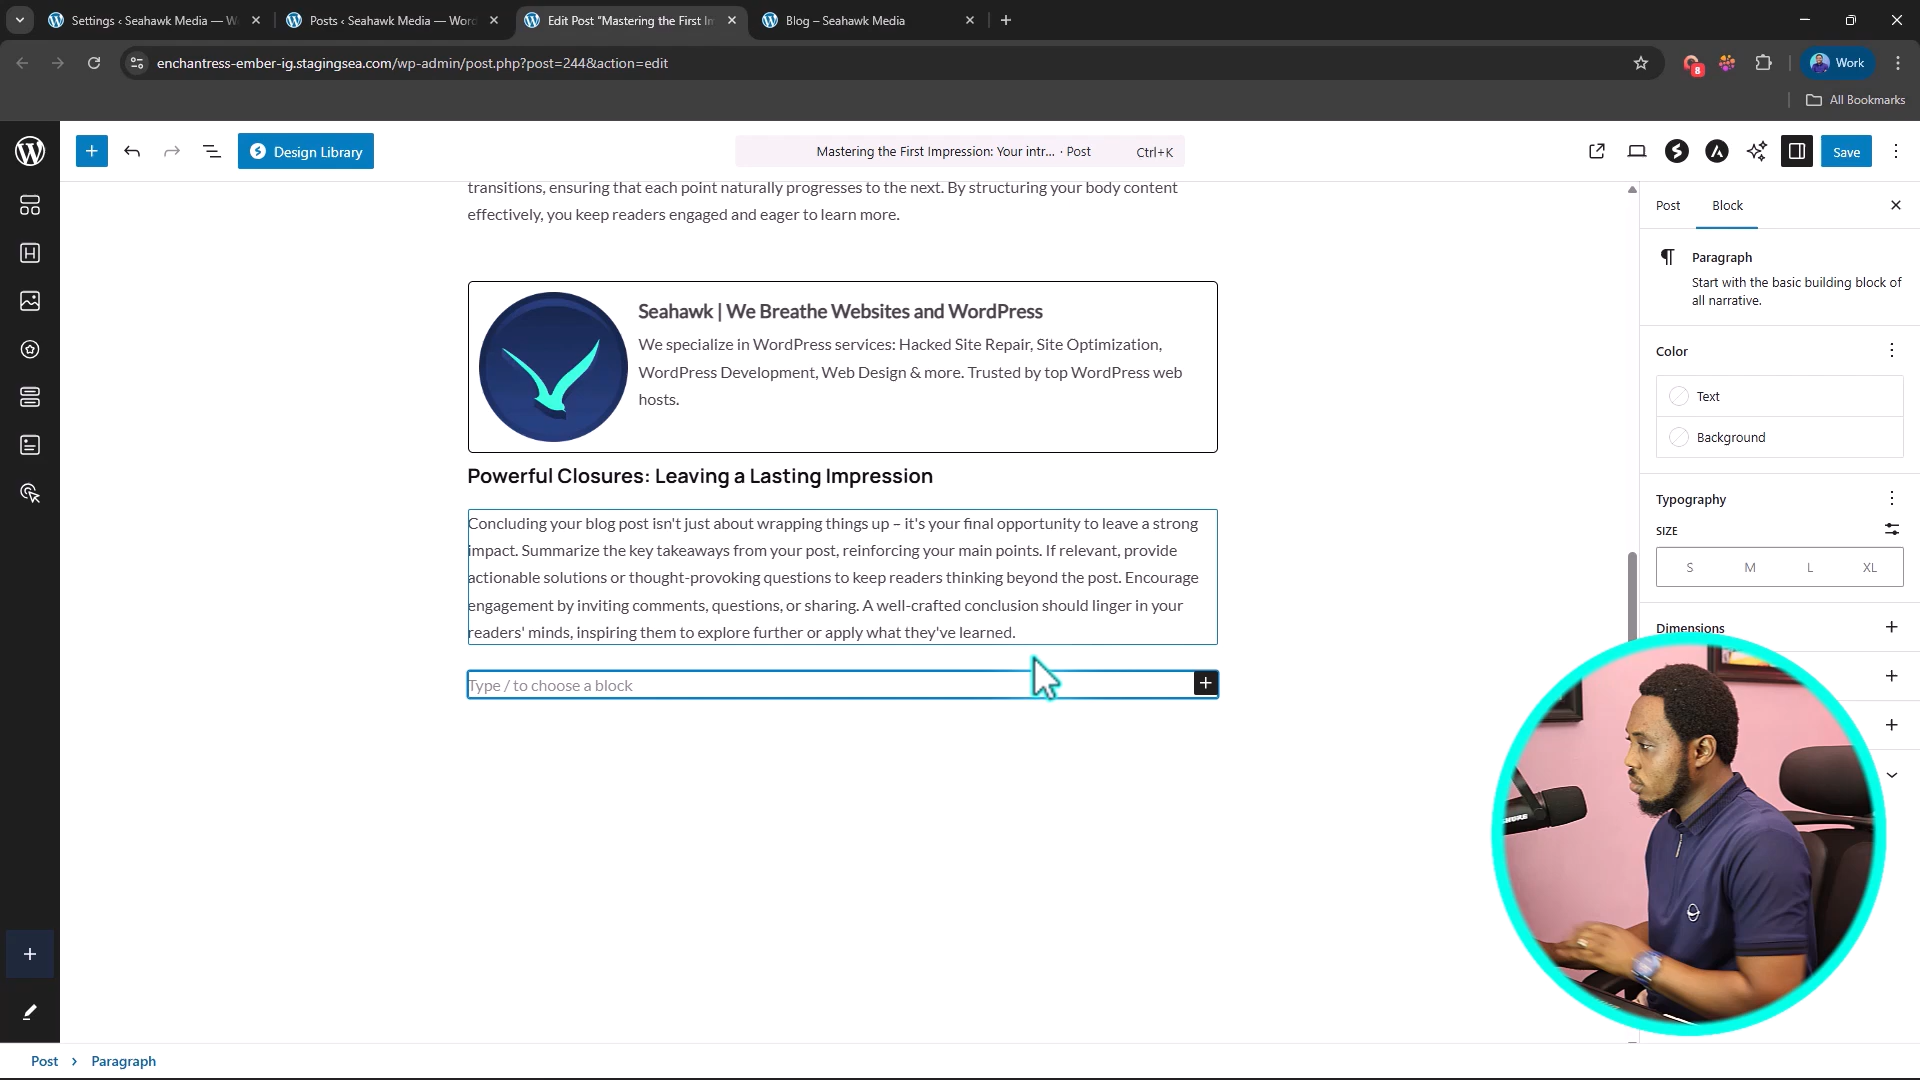 Settings ‹ Seahawk Media — W
Posts ‹ Seahawk Media — Word
Edit Post “Mastering the First Im
Blog – Seahawk Media
enchantress-ember-ig.stagingsea.com/wp-admin/post.php?post=244&action=edit
8
Work
All Bookmarks
Design Library
Mastering the First Impression: Your intr... · Post
Ctrl+K
Save
transitions, ensuring that each point naturally progresses to the next. By structuring your body content
effectively, you keep readers engaged and eager to learn more.
Seahawk | We Breathe Websites and WordPress
We specialize in WordPress services: Hacked Site Repair, Site Optimization,
WordPress Development, Web Design & more. Trusted by top WordPress web
hosts.
Powerful Closures: Leaving a Lasting Impression
Concluding your blog post isn't just about wrapping things up – it's your final opportunity to leave a strong
impact. Summarize the key takeaways from your post, reinforcing your main points. If relevant, provide
actionable solutions or thought-provoking questions to keep readers thinking beyond the post. Encourage
engagement by inviting comments, questions, or sharing. A well-crafted conclusion should linger in your
readers' minds, inspiring them to explore further or apply what they've learned.
Type / to choose a block
Post
Block
Paragraph
Start with the basic building block of
all narrative.
Color
Text
Background
Typography
SIZE
S
M
L
XL
Dimensions
Post › Paragraph